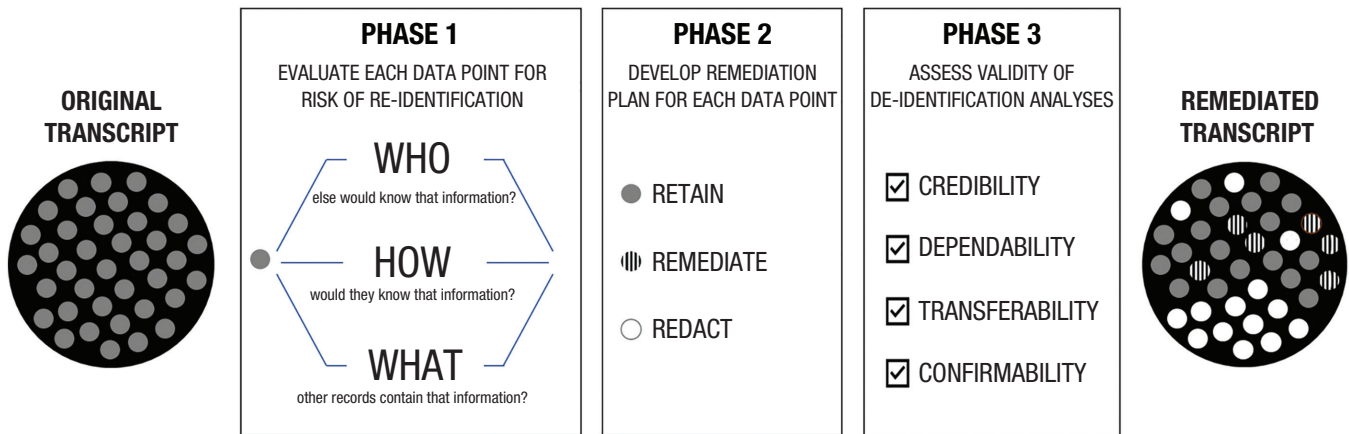 ORIGINAL
TRANSCRIPT
PHASE 1
EVALUATE EACH DATA POINT FOR
RISK OF RE-IDENTIFICATION
WHO
else would know that information?
HOW
would they know that information?
WHAT
other records contain that information?
PHASE 2
DEVELOP REMEDIATION
PLAN FOR EACH DATA POINT
RETAIN
REMEDIATE
REDACT
PHASE 3
ASSESS VALIDITY OF
DE-IDENTIFICATION ANALYSES
CREDIBILITY
DEPENDABILITY
TRANSFERABILITY
CONFIRMABILITY
REMEDIATED
TRANSCRIPT